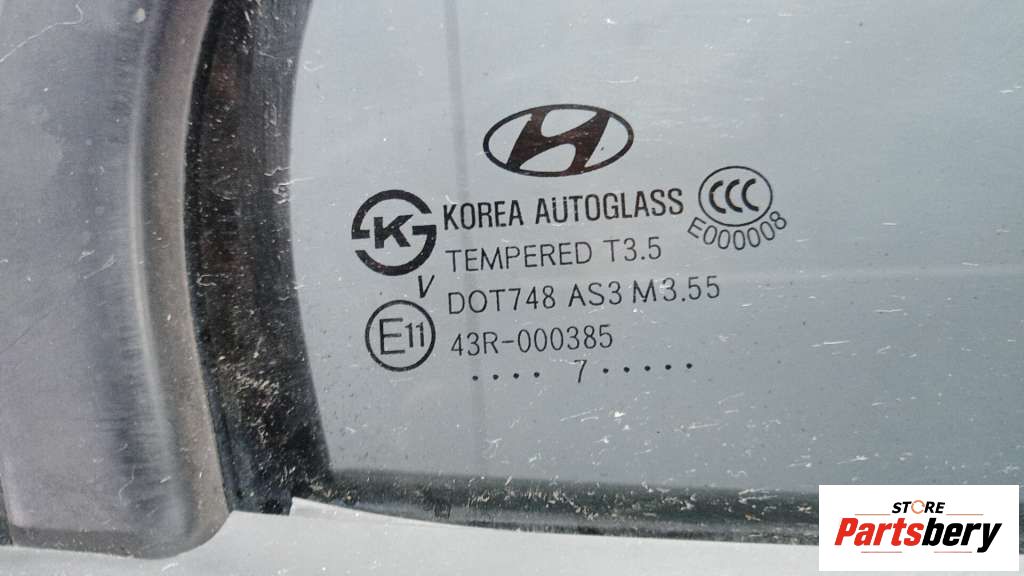 KOREA AUTOGLASS
CCC
E000008
K
TEMPERED T3.5
V
DOT748 AS3 M3.55
E11
43R-000385
.... 7 .....
STORE
Partsbery